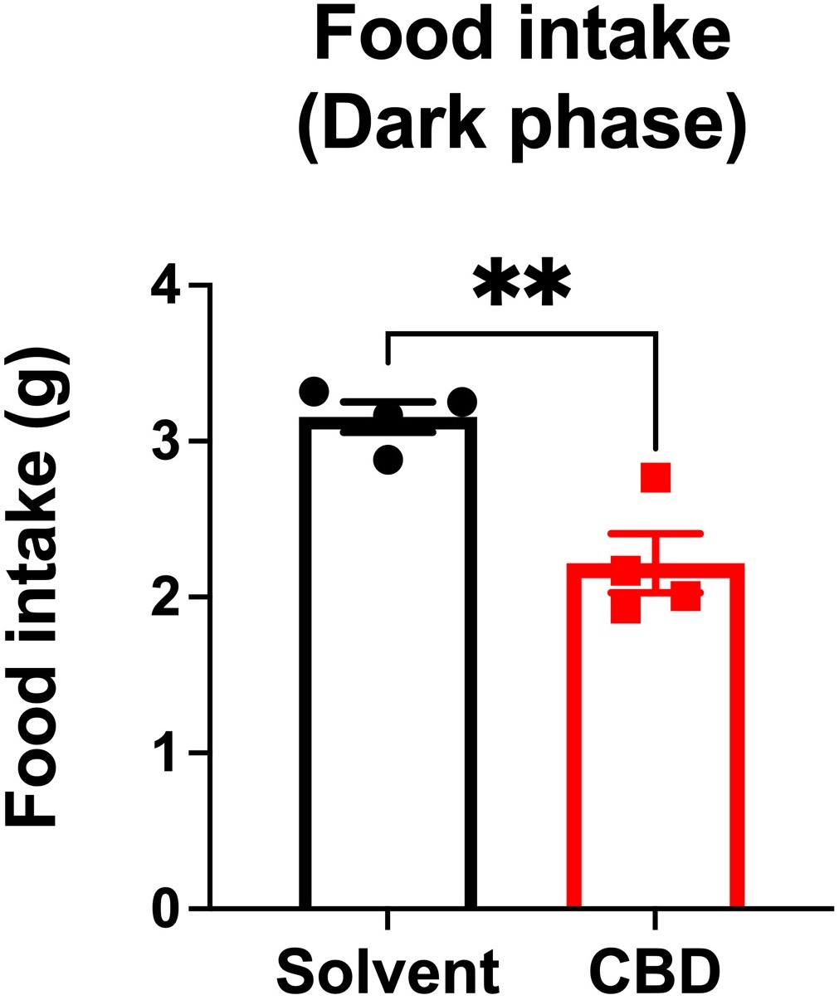 Food intake
(Dark phase)
**
Food intake (g)
4
3
2
1
0
Solvent
CBD